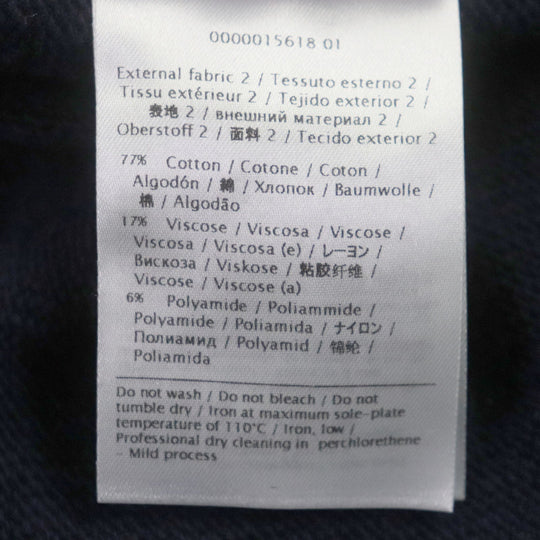 0000015618 01
External fabric 2 / Tessuto esterno 2 /
Tissu extérieur 2 / Tejido exterior 2 /
表地 2 / внешний материал 2 /
Oberstoff 2 / 面料 2 / Tecido exterior 2
77% Cotton / Cotone / Coton /
Algodón / 綿 / Хлопок / Baumwolle /
棉 / Algodão
17% Viscose / Viscosa / Viscose /
Viscosa / Viscosa (e) / レーヨン /
Вискоза / Viskose / 粘胶纤维 /
Viscose / Viscose (a)
6% Polyamide / Poliammide /
Polyamide / Poliamida / ナイロン /
Полиамид / Polyamid / 锦纶 /
Poliamida
Do not wash / Do not bleach / Do not
tumble dry / Iron at maximum sole-plate
temperature of 110°C / Iron, low /
Professional dry cleaning in perchlorethene
- Mild process